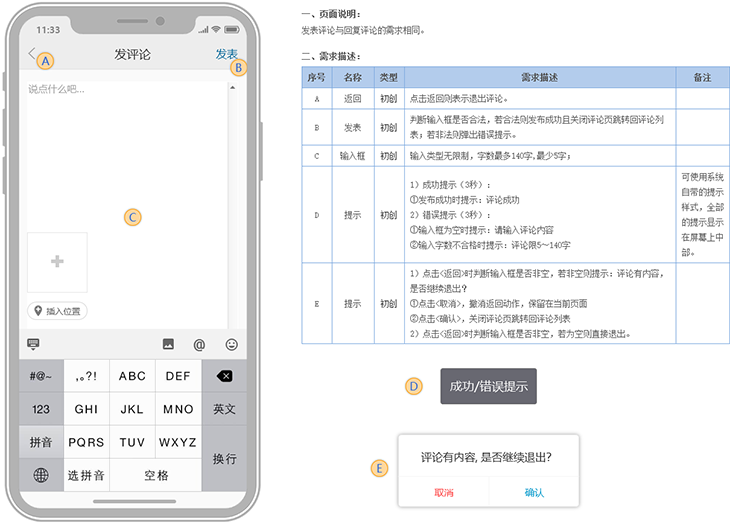 11:33
A
发评论
发表
B
说点什么...
C
插入位置
@
#@~
,。?!
ABC
DEF
123
GHI
JKL
MNO
英文
拼音
PQRS
TUV
WXYZ
换行
选拼音
空格
一、页面说明：
发表评论与回复评论的需求相同。
二、需求描述：
序号 名称 类型 需求描述 备注
A 返回 初创 点击返回则表示退出评论。
B 发表 初创 判断输入框是否合法，若合法则发布成功且关闭评论页跳转回评论列
表；若非法则弹出错误提示。
C 输入框 初创 输入类型无限制，字数最多140字,最少5字；
D 提示 初创
1）成功提示（3秒）：
①发布成功时提示：评论成功
2）错误提示（3秒）：
①输入框为空时提示：请输入评论内容
②输入字数不合格时提示：评论限5～140字
可使用系统
自带的提示
样式，全部
的提示显示
在屏幕上中
部。
E 提示 初创
1）点击<返回>时判断输入框是否非空，若非空则提示：评论有内容，
是否继续退出？
①点击<取消>，撤消返回动作，保留在当前页面
②点击<确认>，关闭评论页跳转回评论列表
2）点击<返回>时判断输入框是否非空，若为空则直接退出。
D
成功/错误提示
E
评论有内容, 是否继续退出?
取消
确认